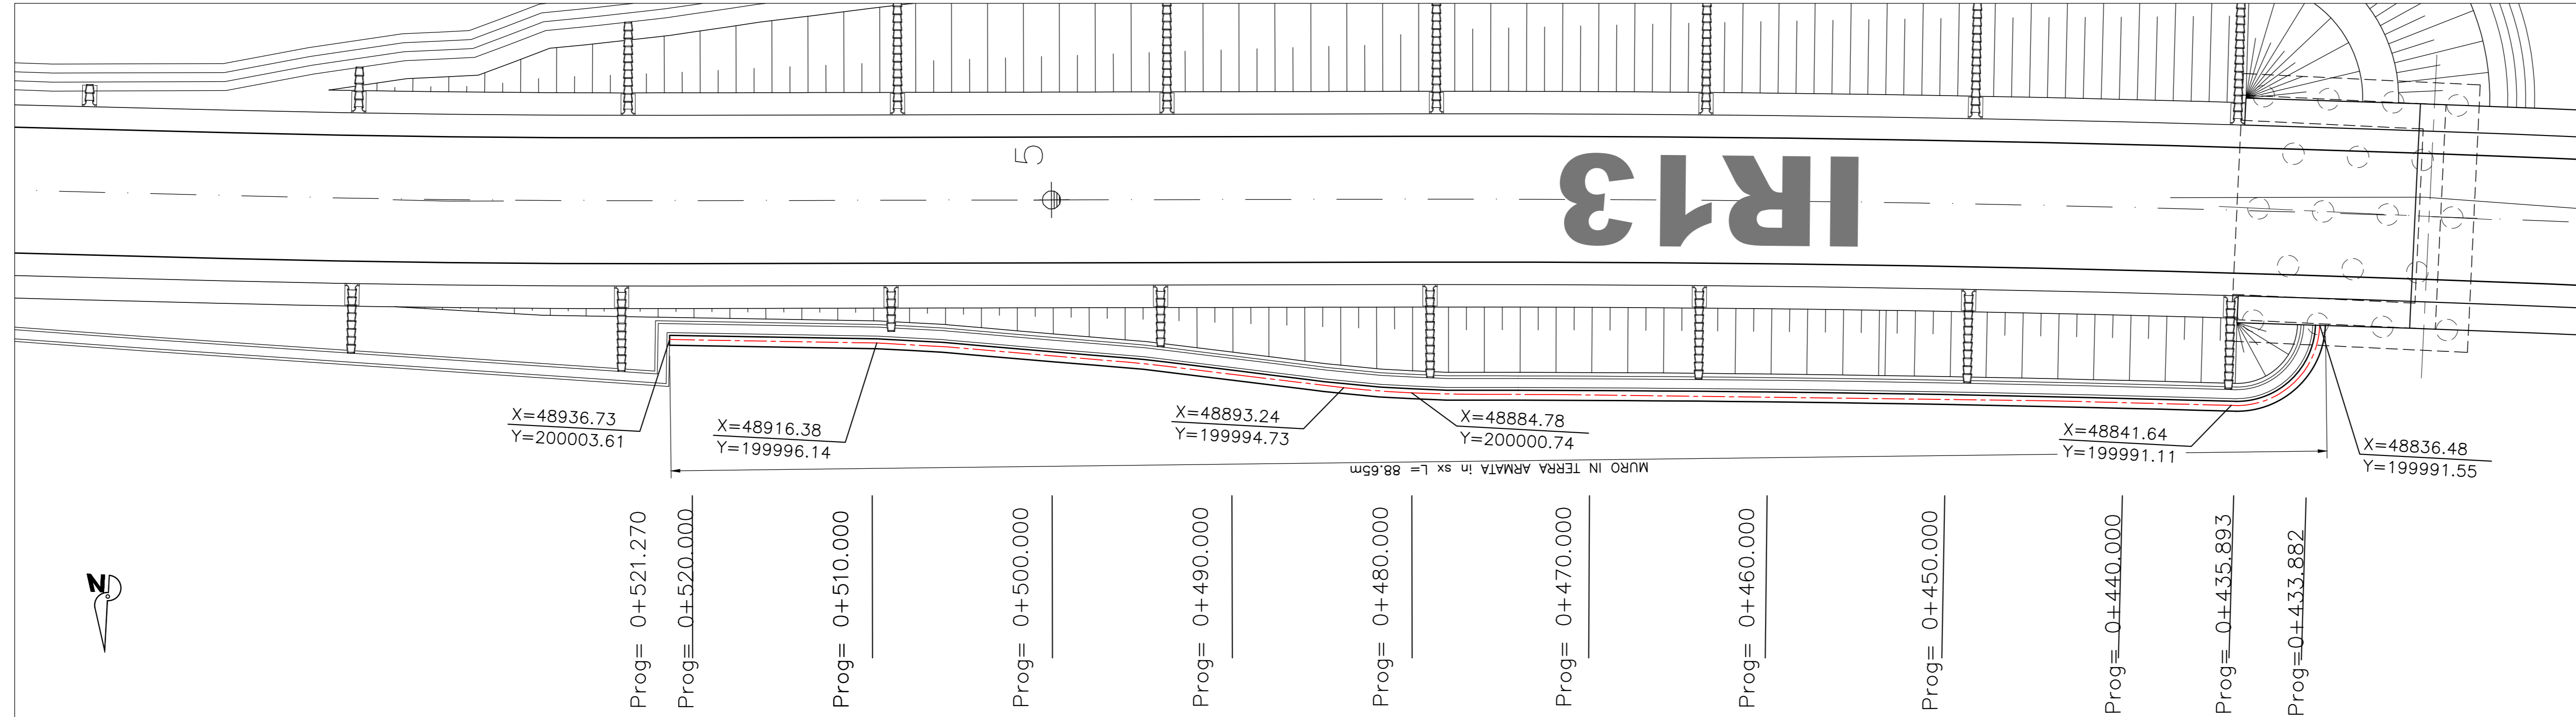 5
IR13
X=48936.73
Y=200003.61
X=48916.38
Y=199996.14
X=48893.24
Y=199994.73
X=48884.78
Y=200000.74
X=48841.64
Y=199991.11
X=48836.48
Y=199991.55
MURO IN TERRA ARMATA in sx L= 88.65m
N
Prog= 0+521.270
Prog= 0+520.000
Prog= 0+510.000
Prog= 0+500.000
Prog= 0+490.000
Prog= 0+480.000
Prog= 0+470.000
Prog= 0+460.000
Prog= 0+450.000
Prog= 0+440.000
Prog= 0+435.893
Prog=0+433.882